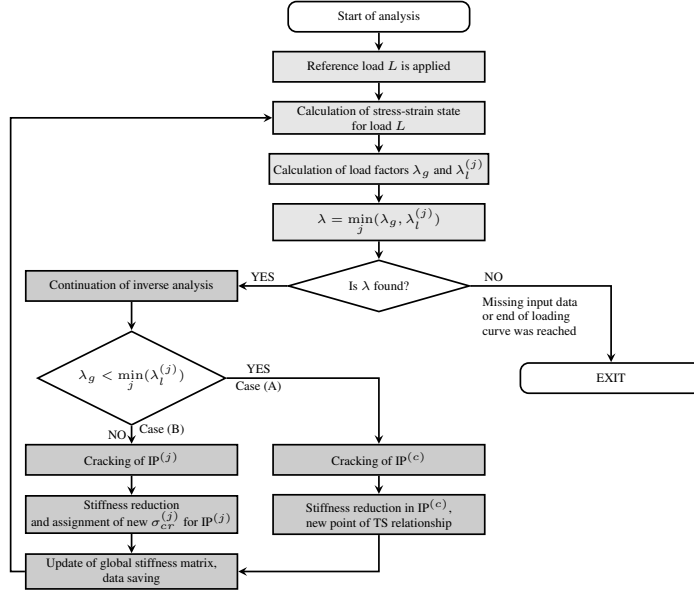 Start of analysis
Reference load L is applied
Calculation of stress-strain state
for load L
Calculation of load factors λ_g and λ_l^(j)
λ = min_j(λ_g, λ_l^(j))
Is λ found?
YES
NO
Continuation of inverse analysis
Missing input data
or end of loading
curve was reached
EXIT
λ_g < min_j(λ_l^(j))
YES
Case (A)
NO
Case (B)
Cracking of IP^(j)
Cracking of IP^(c)
Stiffness reduction
and assignment of new σ_cr^(j) for IP^(j)
Stiffness reduction in IP^(c),
new point of TS relationship
Update of global stiffness matrix,
data saving